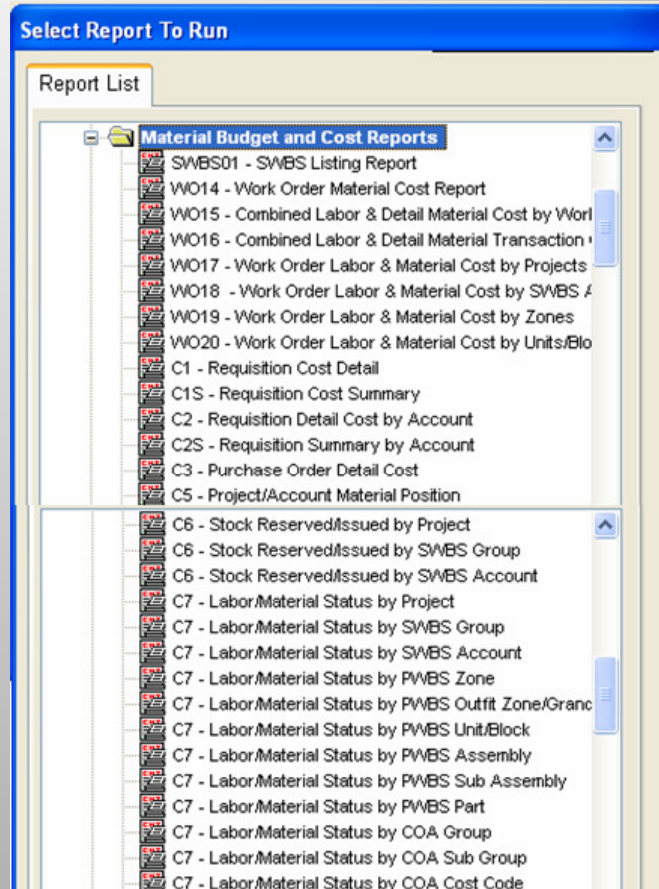 Select Report To Run
Report List
Material Budget and Cost Reports
SWBS01 - SWBS Listing Report
WO14 - Work Order Material Cost Report
WO15 - Combined Labor & Detail Material Cost by Worl
WO16 - Combined Labor & Detail Material Transaction
WO17 - Work Order Labor & Material Cost by Projects
WO18 - Work Order Labor & Material Cost by SWBS A
WO19 - Work Order Labor & Material Cost by Zones
WO20 - Work Order Labor & Material Cost by Units/Blo
C1 - Requisition Cost Detail
C1S - Requisition Cost Summary
C2 - Requisition Detail Cost by Account
C2S - Requisition Summary by Account
C3 - Purchase Order Detail Cost
C5 - Project/Account Material Position
C6 - Stock Reserved/Issued by Project
C6 - Stock Reserved/Issued by SWBS Group
C6 - Stock Reserved/Issued by SWBS Account
C7 - Labor/Material Status by Project
C7 - Labor/Material Status by SWBS Group
C7 - Labor/Material Status by SWBS Account
C7 - Labor/Material Status by PWBS Zone
C7 - Labor/Material Status by PWBS Outfit Zone/Granc
C7 - Labor/Material Status by PWBS Unit/Block
C7 - Labor/Material Status by PWBS Assembly
C7 - Labor/Material Status by PWBS Sub Assembly
C7 - Labor/Material Status by PWBS Part
C7 - Labor/Material Status by COA Group
C7 - Labor/Material Status by COA Sub Group
C7 - Labor/Material Status by COA Cost Code